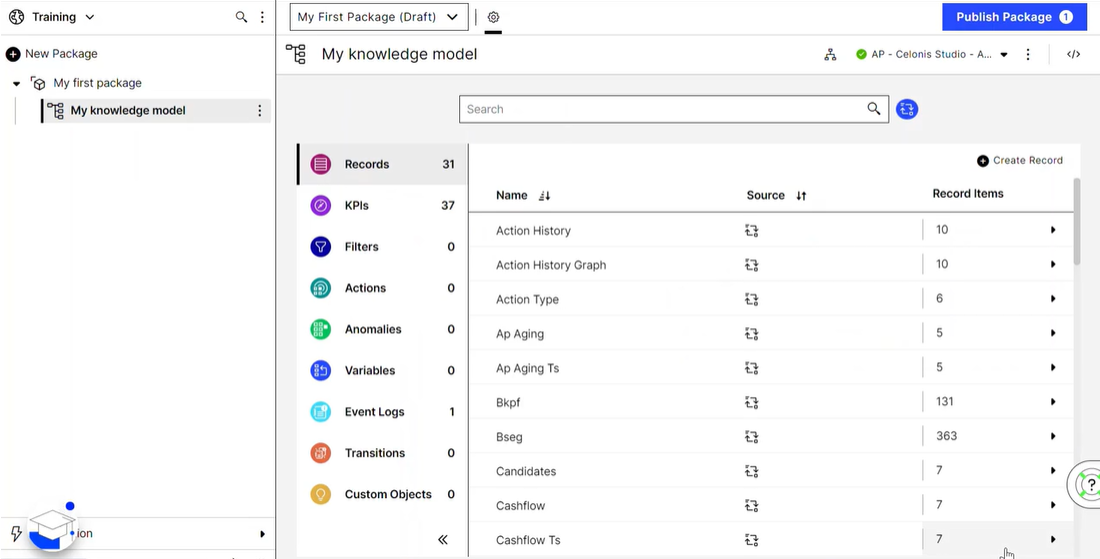 Training
My First Package (Draft)
Publish Package 1
New Package
My first package
My knowledge model
My knowledge model
AP - Celonis Studio - A...
</>
Search
Records 31
KPIs 37
Filters 0
Actions 0
Anomalies 0
Variables 0
Event Logs 1
Transitions 0
Custom Objects 0
Create Record
Name Source Record Items
Action History 10
Action History Graph 10
Action Type 6
Ap Aging 5
Ap Aging Ts 5
Bkpf 131
Bseg 363
Candidates 7
Cashflow 7
Cashflow Ts 7
?
ion